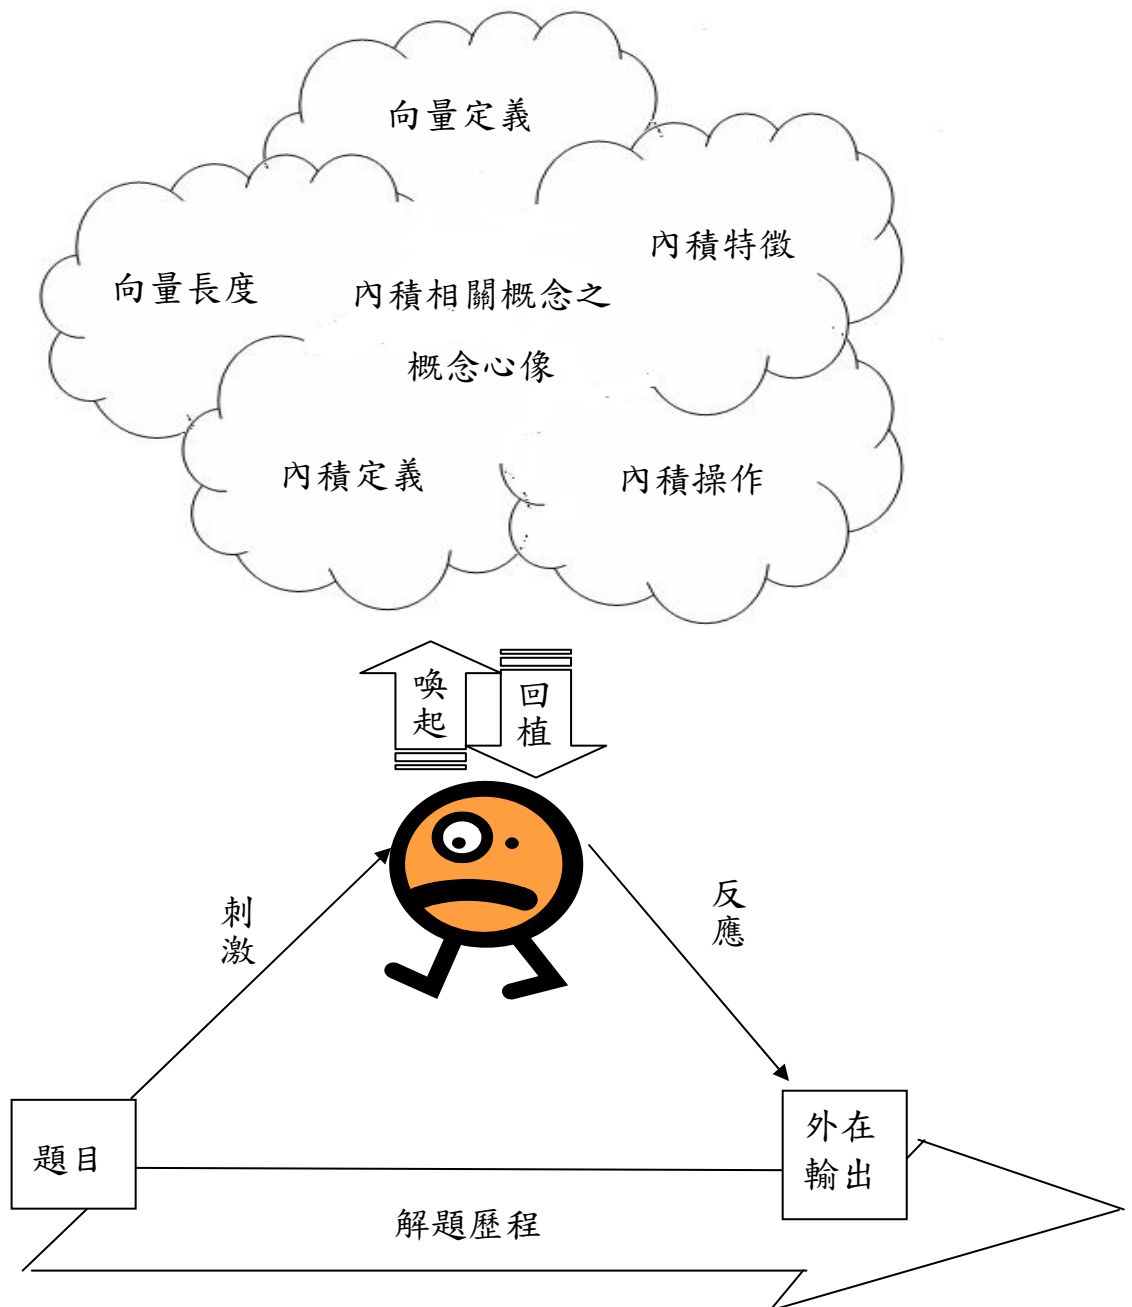 向量定義
內積特徵
向量長度
內積相關概念之
概念心像
內積定義
內積操作
喚起
回植
刺激
反應
題目
外在
輸出
解題歷程